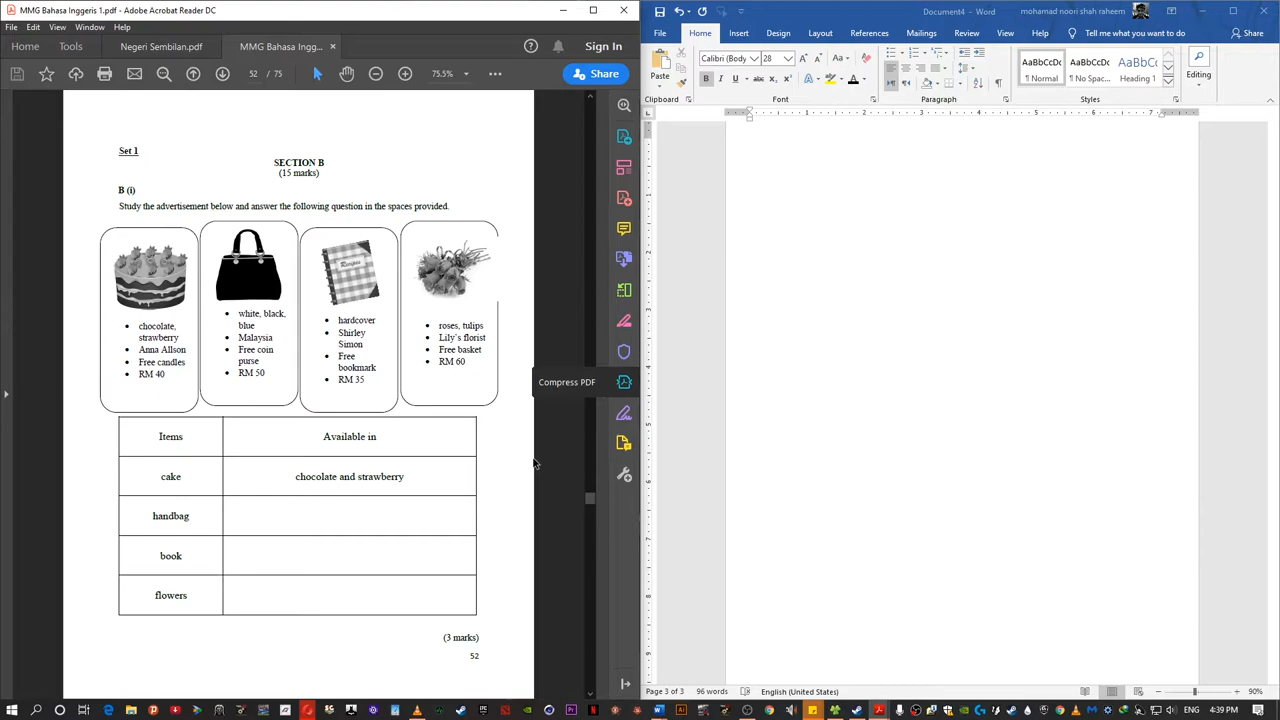 MMG Bahasa Inggeris 1.pdf - Adobe Acrobat Reader DC
File Edit View Window Help
Home Tools Negeri Sembilan.pdf MMG Bahasa Ingg... Sign In
52 / 75 75.5% Share
Set 1
SECTION B
(15 marks)
B (i)
Study the advertisement below and answer the following question in the spaces provided.
chocolate, strawberry
Anna Allson
Free candles
RM 40
white, black, blue
Malaysia
Free coin purse
RM 50
Recipes
hardcover
Shirley Simon
Free bookmark
RM 35
roses, tulips
Lily's florist
Free basket
RM 60
Items Available in
cake chocolate and strawberry
handbag
book
flowers
(3 marks)
52
Compress PDF
Document4 - Word mohamad noori shah raheem
File Home Insert Design Layout References Mailings Review View Help Tell me what you want to do Share
Paste
Calibri (Body 28
AaBbCcDc AaBbCcDc AaBbCc
¶ Normal ¶ No Spac... Heading 1
Editing
Clipboard Font Paragraph Styles
Page 3 of 3 96 words English (United States) 90%
4:39 PM